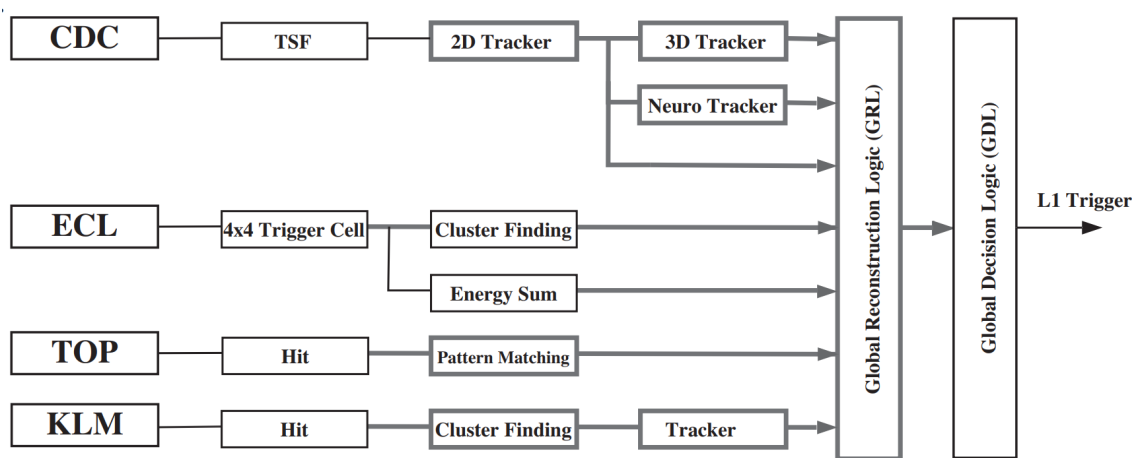 CDC
TSF
2D Tracker
3D Tracker
Neuro Tracker
ECL
4x4 Trigger Cell
Cluster Finding
Energy Sum
TOP
Hit
Pattern Matching
KLM
Hit
Cluster Finding
Tracker
Global Reconstruction Logic (GRL)
Global Decision Logic (GDL)
L1 Trigger